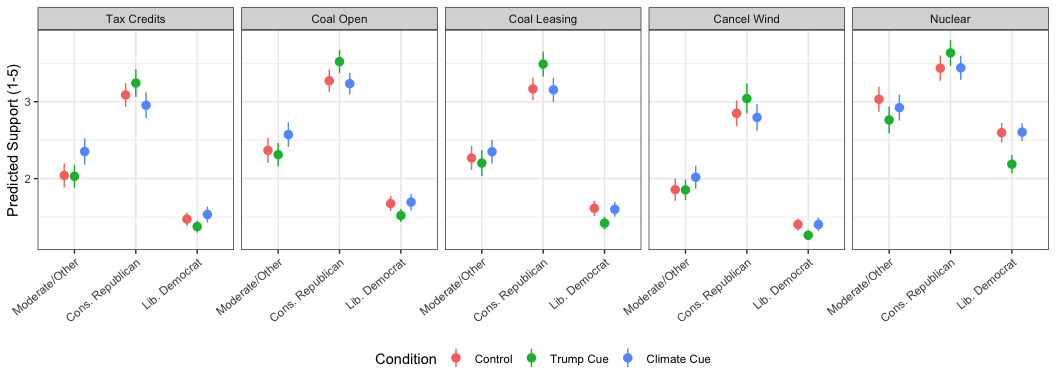 Tax Credits
Coal Open
Coal Leasing
Cancel Wind
Nuclear
Predicted Support (1-5)
3
2
Moderate/Other
Cons. Republican
Lib. Democrat
Moderate/Other
Cons. Republican
Lib. Democrat
Moderate/Other
Cons. Republican
Lib. Democrat
Moderate/Other
Cons. Republican
Lib. Democrat
Moderate/Other
Cons. Republican
Lib. Democrat
Condition Control Trump Cue Climate Cue